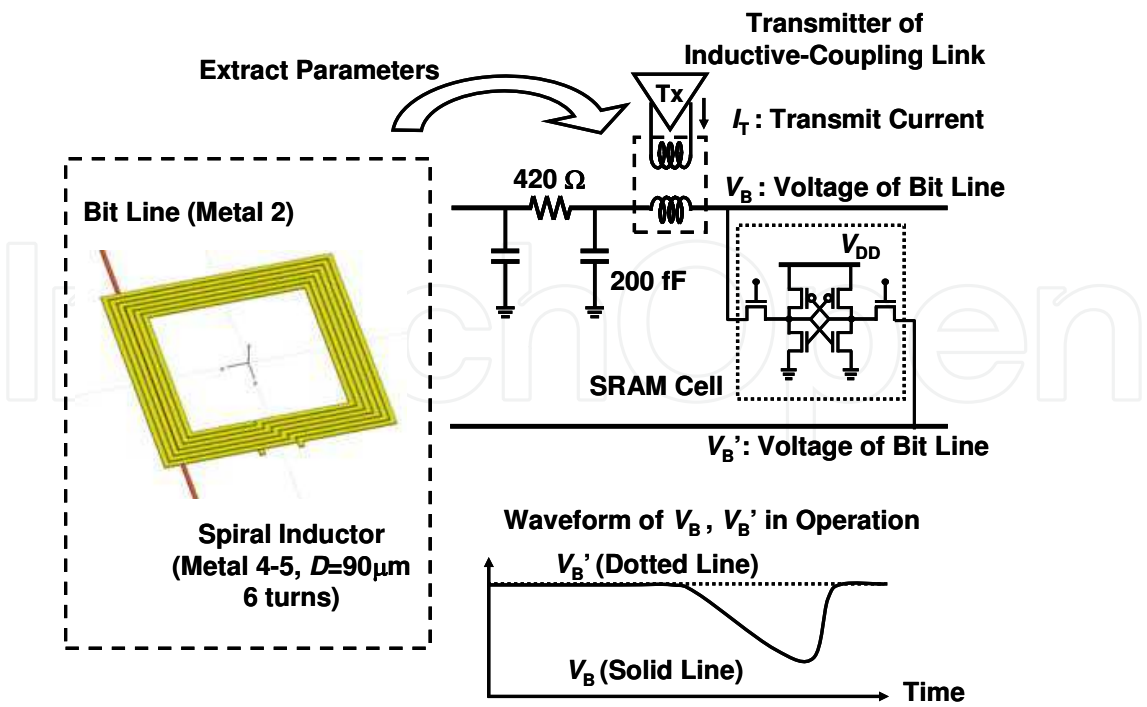 Transmitter of
Inductive-Coupling Link
Extract Parameters
Tx
I_T : Transmit Current
420 Ω
V_B : Voltage of Bit Line
Bit Line (Metal 2)
V_DD
200 fF
SRAM Cell
V_B': Voltage of Bit Line
Spiral Inductor
(Metal 4-5, D=90μm
6 turns)
Waveform of V_B, V_B' in Operation
V_B' (Dotted Line)
V_B (Solid Line)
Time
InTechOpen